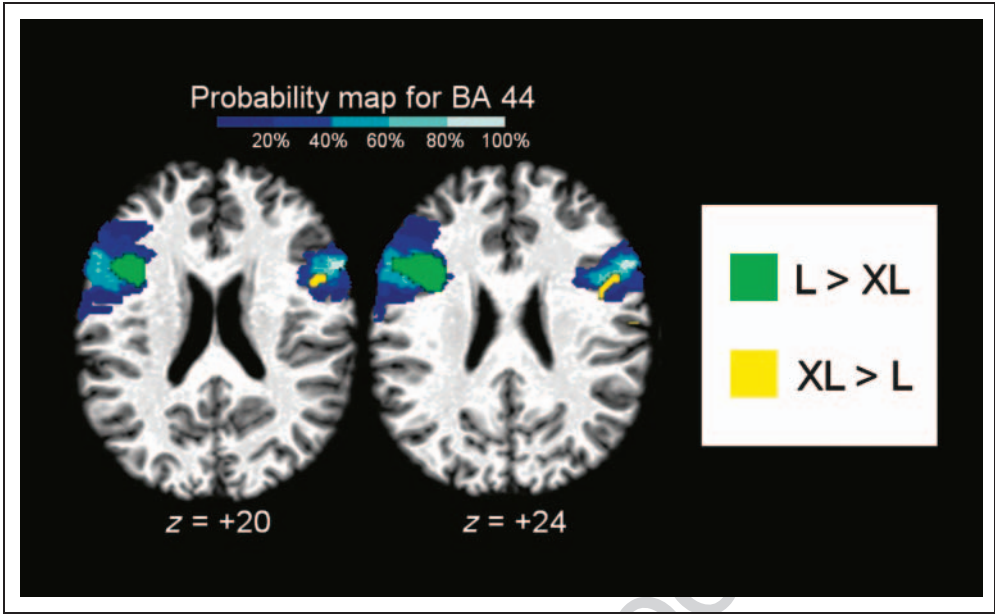 Probability map for BA 44
20% 40% 60% 80% 100%
L > XL
XL > L
z = +20
z = +24